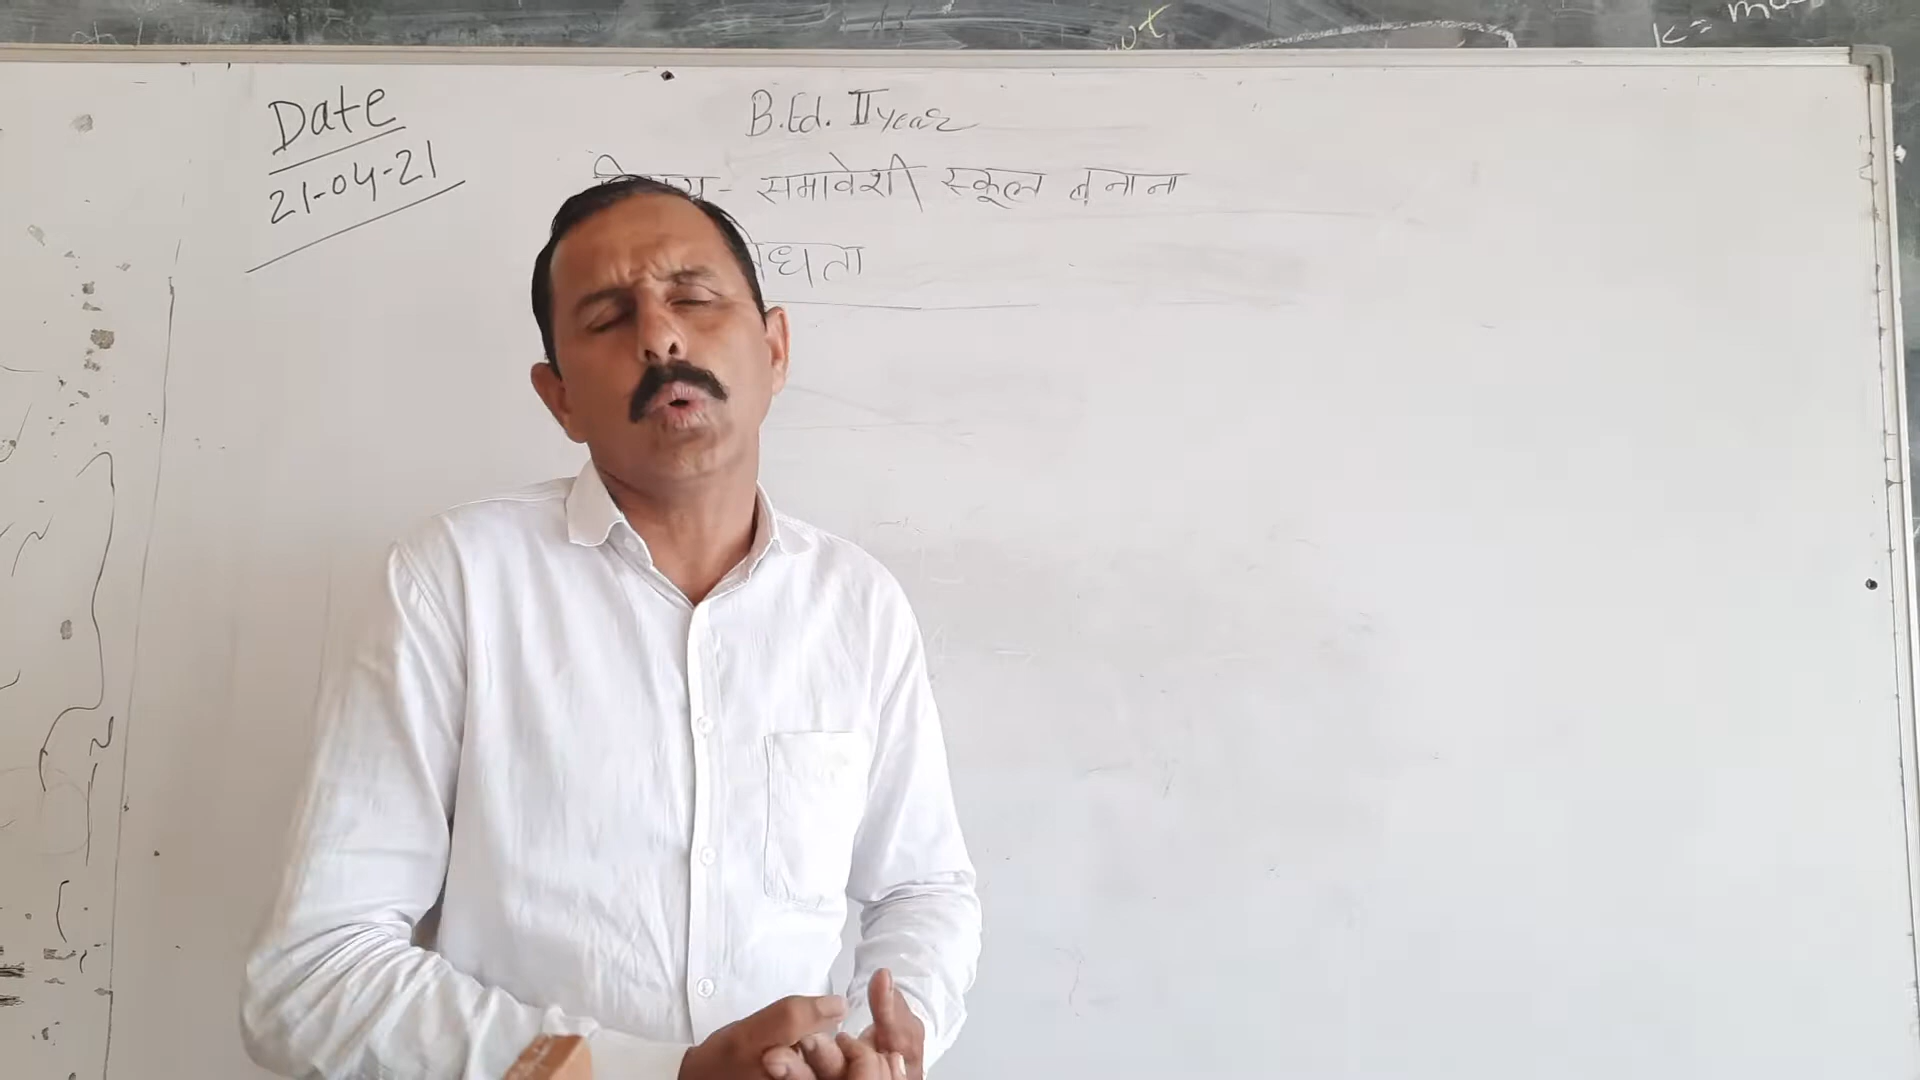 Date
21-04-21
B.Ed. II year
- समावेशी स्कूल बनाना